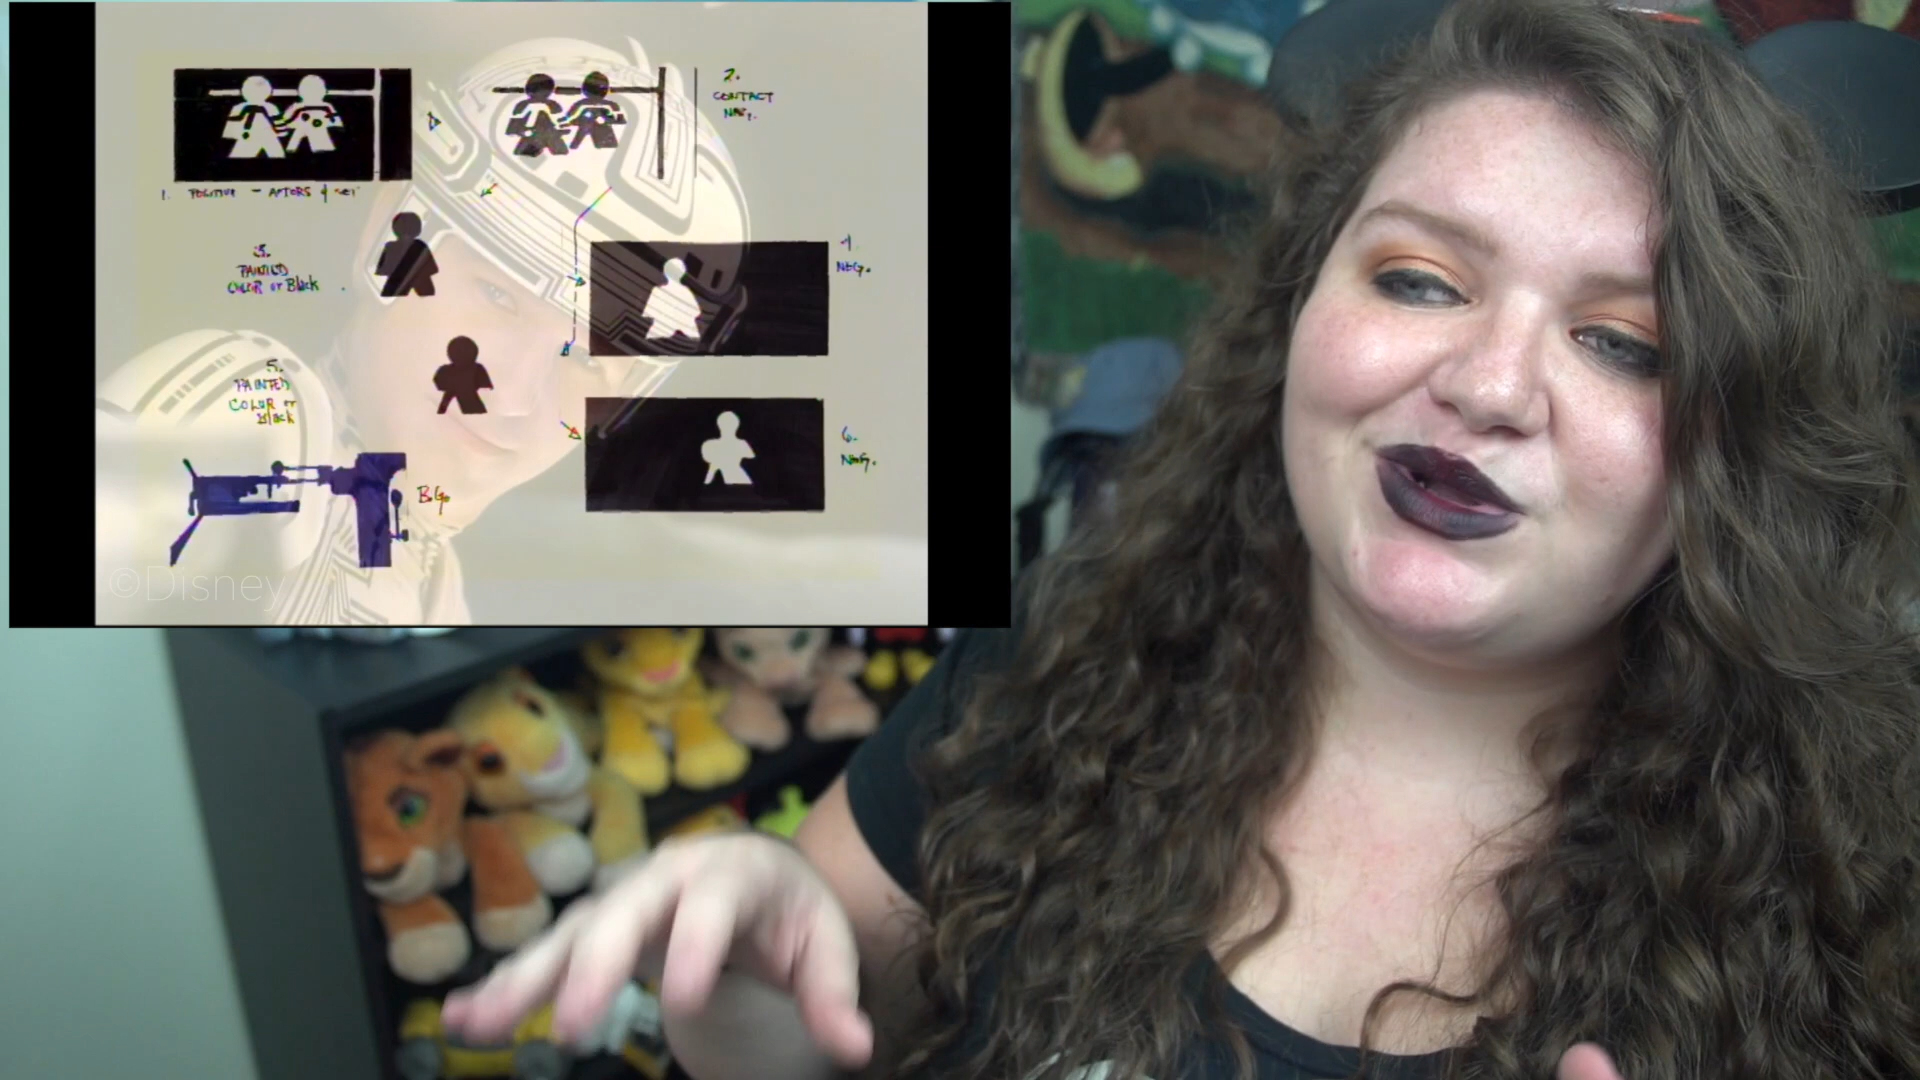 2.
CONTACT
NEG.
1. POSITIVE - ACTORS & SET
3.
PAINTED
COLOR or Black
4.
NEG.
5.
PAINTED
COLOR or
Black
6.
NEG.
B.G.
©Disney